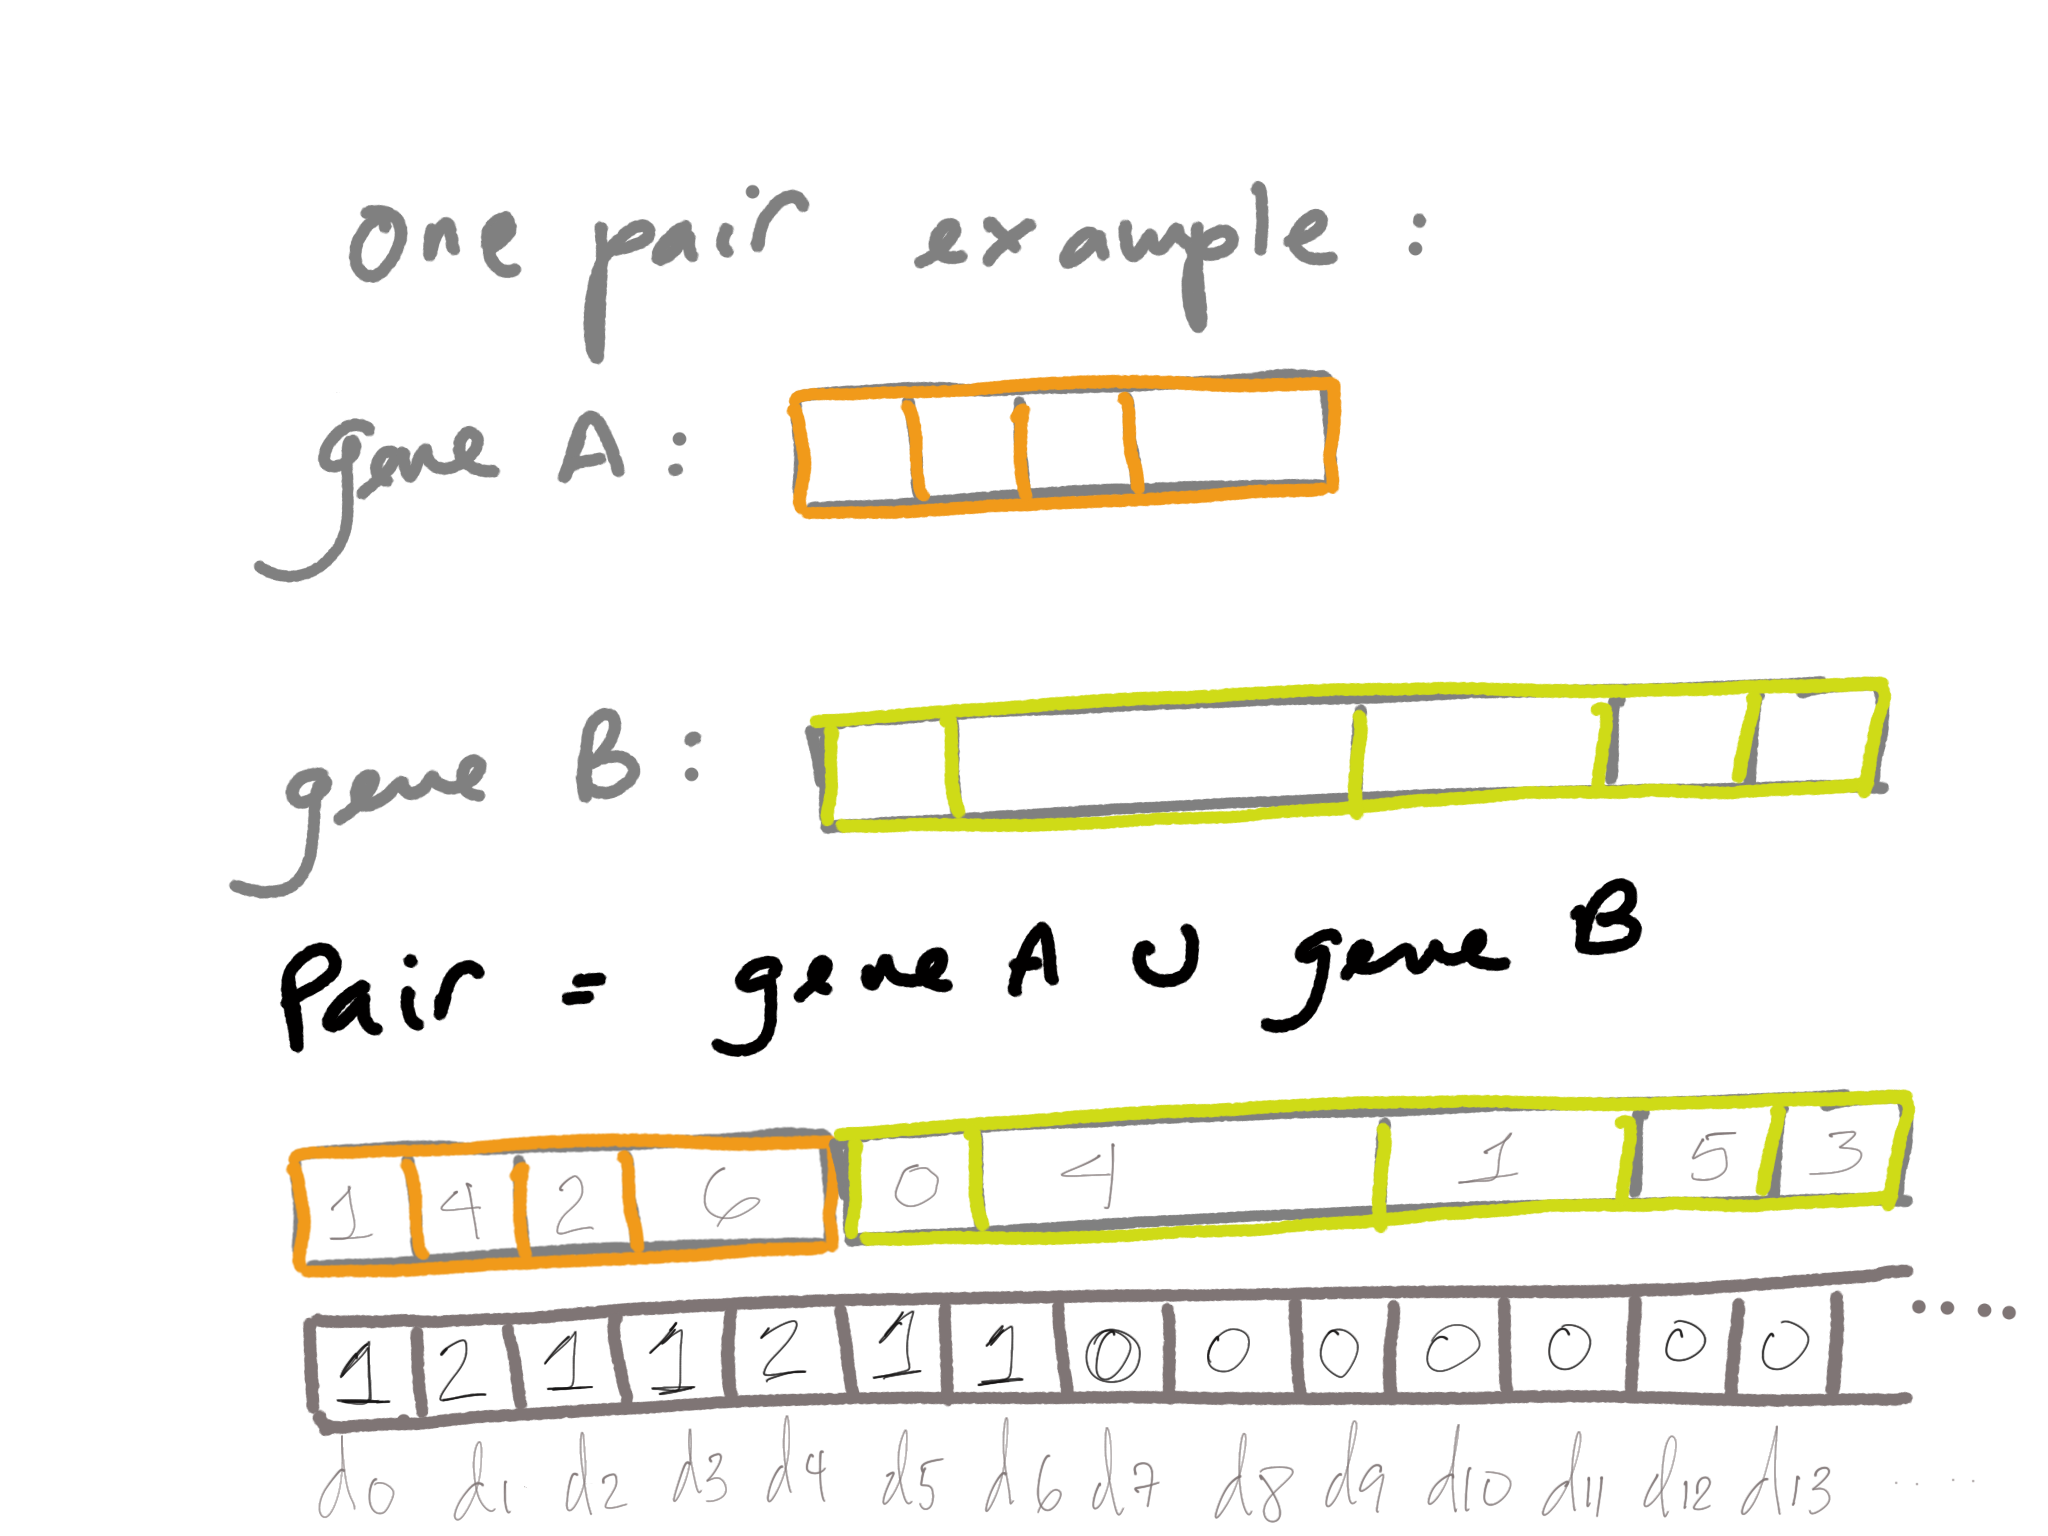 One pair example :
gene A :
gene B :
Pair = gene A ∪ gene B
1 4 2 6 0 4 1 5 3
1 2 1 1 2 1 1 0 0 0 0 0 0 0 .....
d0 d1 d2 d3 d4 d5 d6 d7 d8 d9 d10 d11 d12 d13 .....